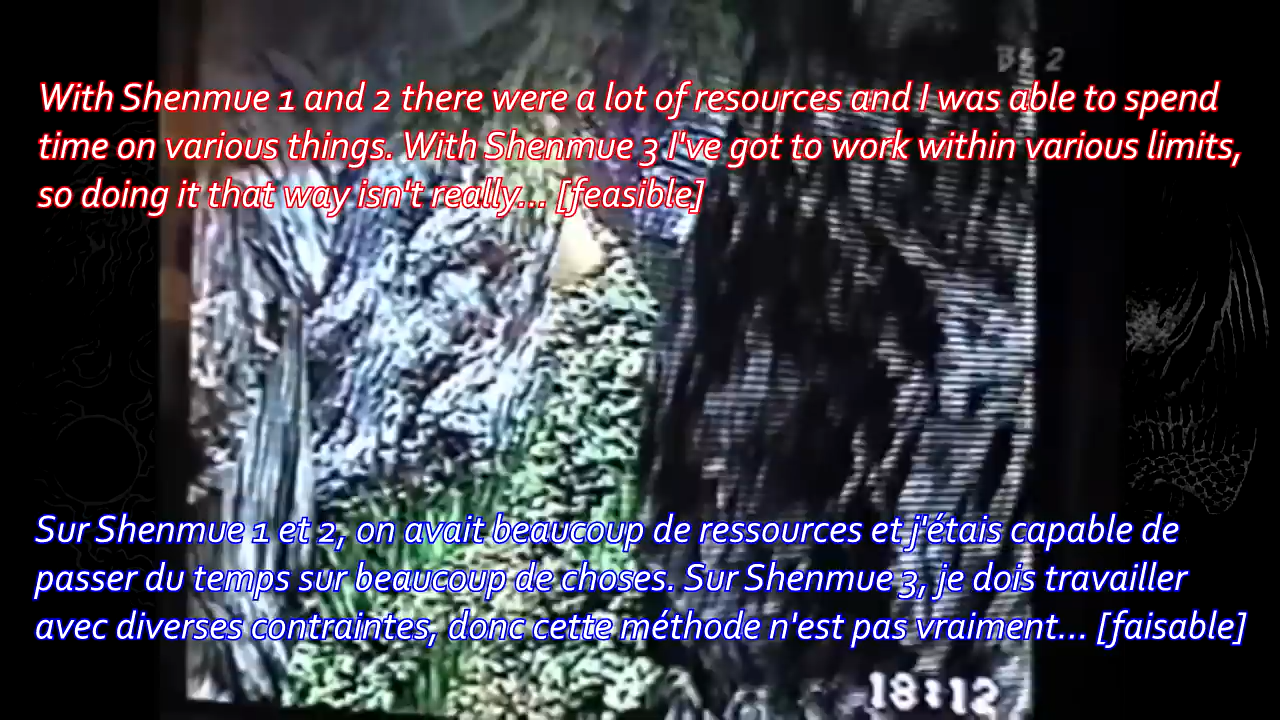 BS 2
With Shenmue 1 and 2 there were a lot of resources and I was able to spend
time on various things. With Shenmue 3 I've got to work within various limits,
so doing it that way isn't really... [feasible]
Sur Shenmue 1 et 2, on avait beaucoup de ressources et j'étais capable de
passer du temps sur beaucoup de choses. Sur Shenmue 3, je dois travailler
avec diverses contraintes, donc cette méthode n'est pas vraiment... [faisable]
18:12